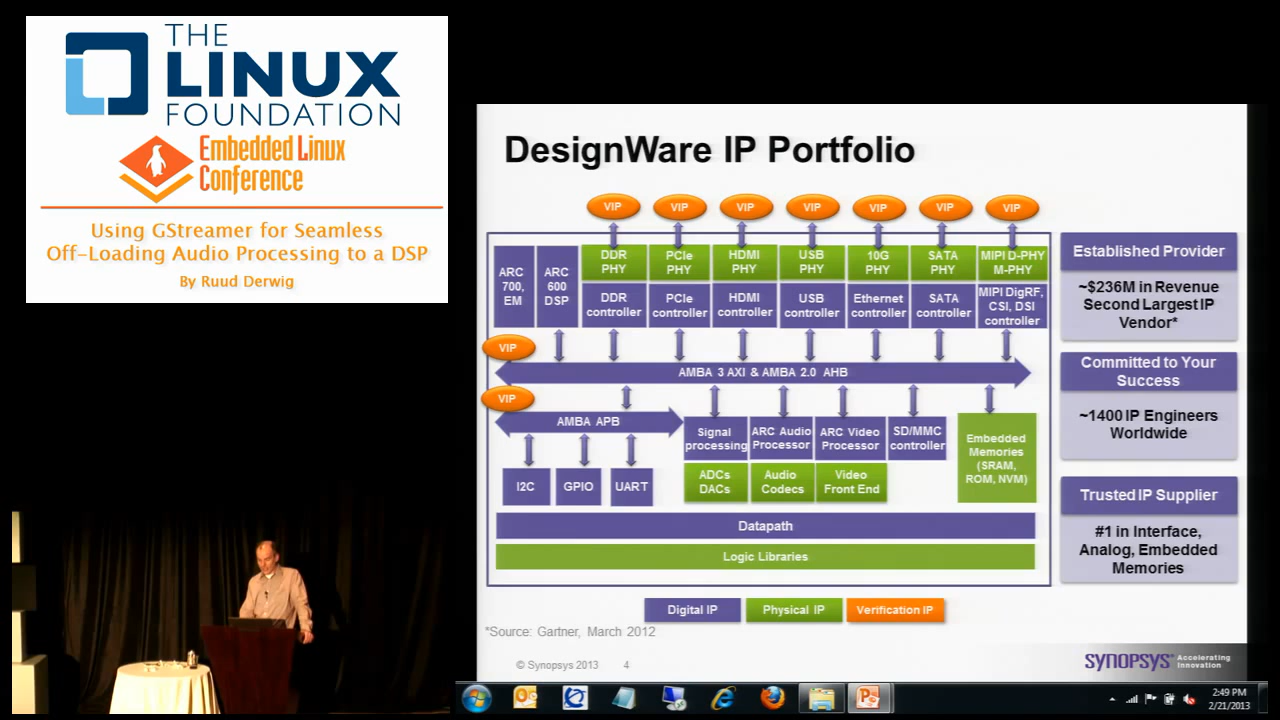 THE
LINUX
FOUNDATION
Embedded Linux
Conference
Using GStreamer for Seamless
Off-Loading Audio Processing to a DSP
By Ruud Derwig
DesignWare IP Portfolio
VIP
VIP
VIP
VIP
VIP
VIP
VIP
ARC
700,
EM
ARC
600
DSP
DDR
PHY
PCIe
PHY
HDMI
PHY
USB
PHY
10G
PHY
SATA
PHY
MIPI D-PHY
M-PHY
DDR
controller
PCIe
controller
HDMI
controller
USB
controller
Ethernet
controller
SATA
controller
MIPI DigRF,
CSI, DSI
controller
VIP
AMBA 3 AXI & AMBA 2.0 AHB
VIP
AMBA APB
Signal
processing
ARC Audio
Processor
ARC Video
Processor
SD/MMC
controller
Embedded
Memories
(SRAM,
ROM, NVM)
I2C
GPIO
UART
ADCs
DACs
Audio
Codecs
Video
Front End
Datapath
Logic Libraries
Established Provider
~$236M in Revenue
Second Largest IP
Vendor*
Committed to Your
Success
~1400 IP Engineers
Worldwide
Trusted IP Supplier
#1 in Interface,
Analog, Embedded
Memories
Digital IP
Physical IP
Verification IP
*Source: Gartner, March 2012
© Synopsys 2013
4
SYNOPSYS
Accelerating
Innovation
2:49 PM
2/21/2013